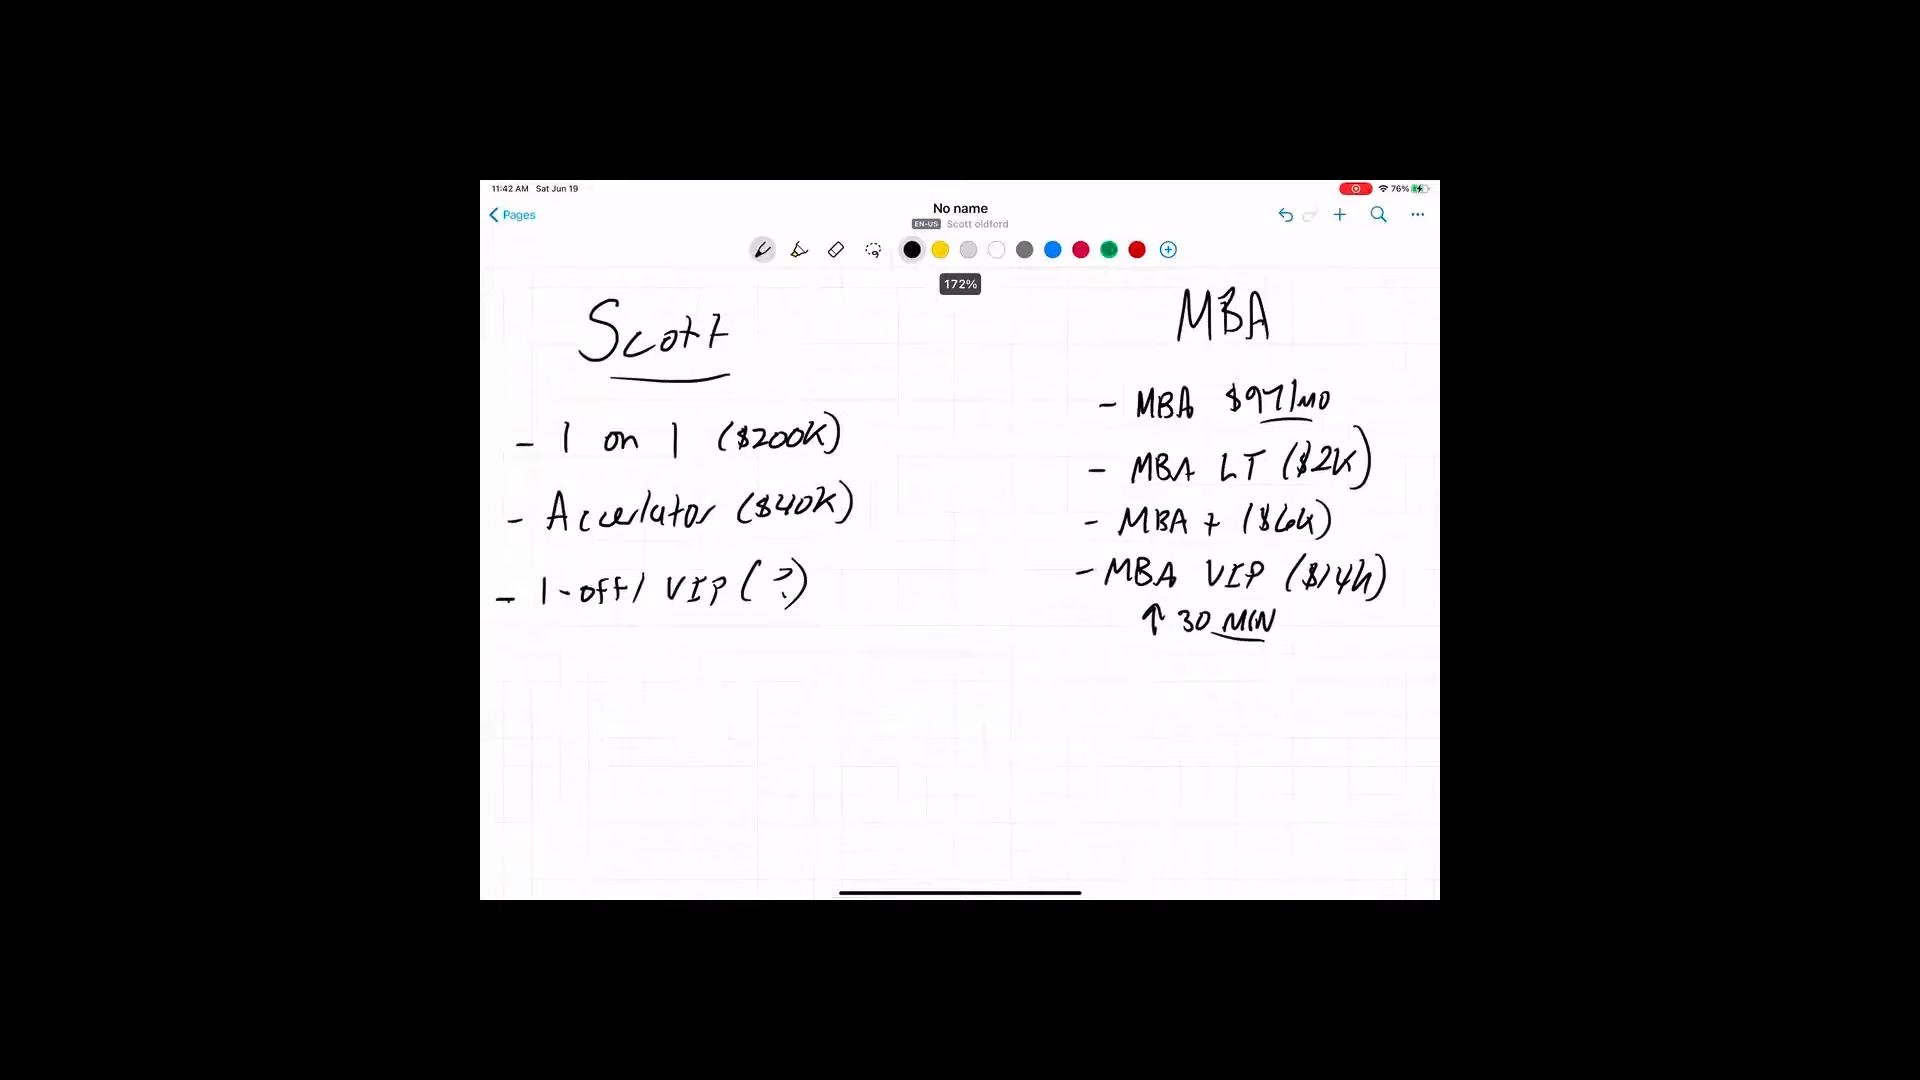 11:42 AM Sat Jun 19
76%
Pages
No name
EN-US Scott oldford
172%
Scott
- 1 on 1 ($200K)
- Accerlator ($40K)
- 1-off/ VIP (?)
MBA
- MBA $97/mo
- MBA LT ($2K)
- MBA + ($6K)
- MBA VIP ($14K)
↑ 30 MIN